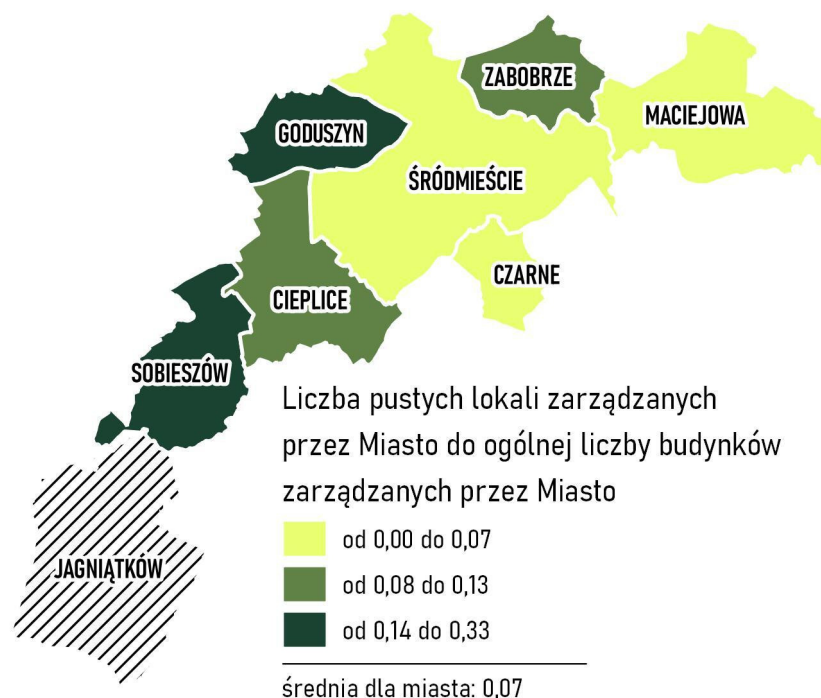 ZABOBRZE
MACIEJOWA
GODUSZYN
ŚRÓDMIEŚCIE
CZARNE
CIEPLICE
SOBIESZÓW
JAGNIĄTKÓW
Liczba pustych lokali zarządzanych
przez Miasto do ogólnej liczby budynków
zarządzanych przez Miasto
od 0,00 do 0,07
od 0,08 do 0,13
od 0,14 do 0,33
średnia dla miasta: 0,07